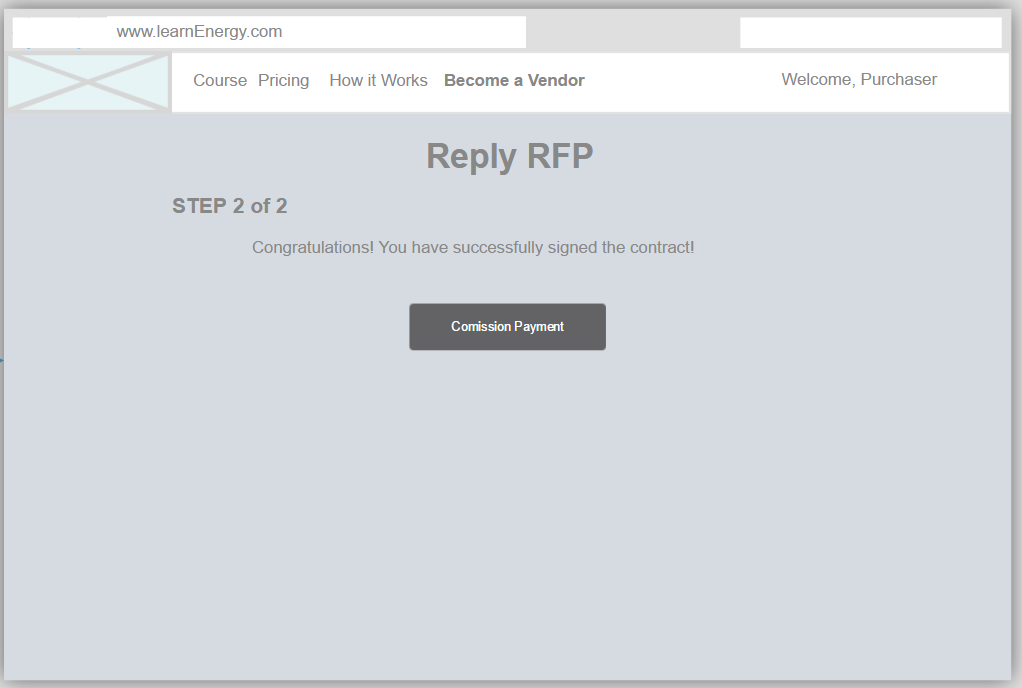 www.learnEnergy.com
Course Pricing How it Works Become a Vendor Welcome, Purchaser
Reply RFP
STEP 2 of 2
Congratulations! You have successfully signed the contract!
Comission Payment